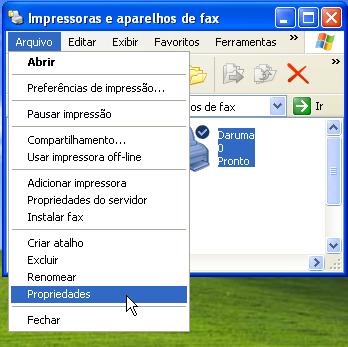 Impressoras e aparelhos de fax
Arquivo Editar Exibir Favoritos Ferramentas »
Abrir
Preferências de impressão...
Pausar impressão
Compartilhamento...
Usar impressora off-line
Adicionar impressora
Propriedades do servidor
Instalar fax
Criar atalho
Excluir
Renomear
Propriedades
Fechar
»
os de fax Ir
Daruma
0
Pronto